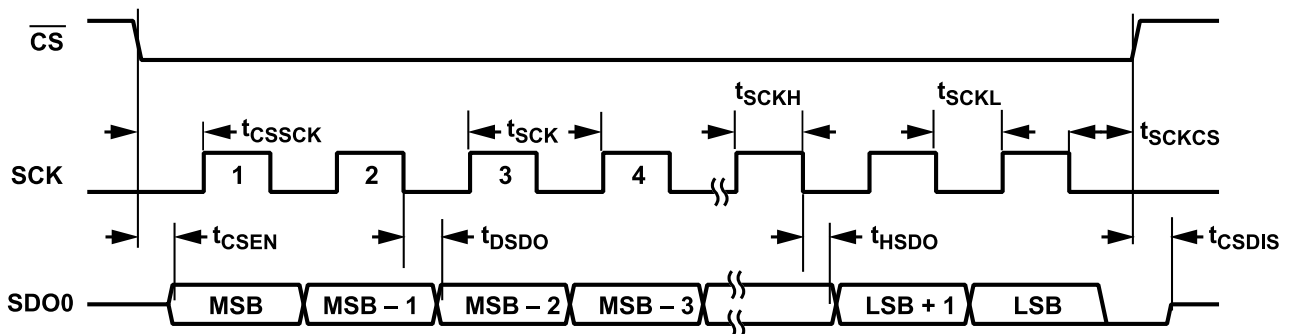 CS
tSCKH
tSCKL
tCSSCK
tSCK
tSCKCS
SCK
1
2
3
4
tCSEN
tDSDO
tHSDO
tCSDIS
SDO0
MSB
MSB – 1
MSB – 2
MSB – 3
LSB + 1
LSB